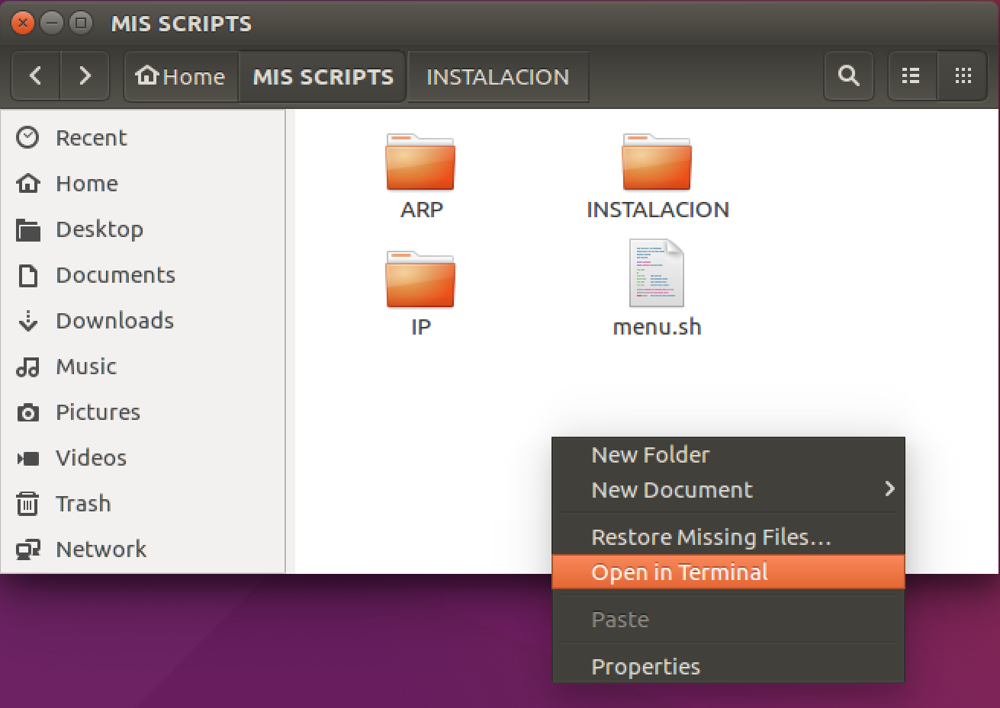 MIS SCRIPTS
Home MIS SCRIPTS INSTALACION
Recent
Home
Desktop
Documents
Downloads
Music
Pictures
Videos
Trash
Network
ARP INSTALACION
IP menu.sh
New Folder
New Document
Restore Missing Files...
Open in Terminal
Paste
Properties